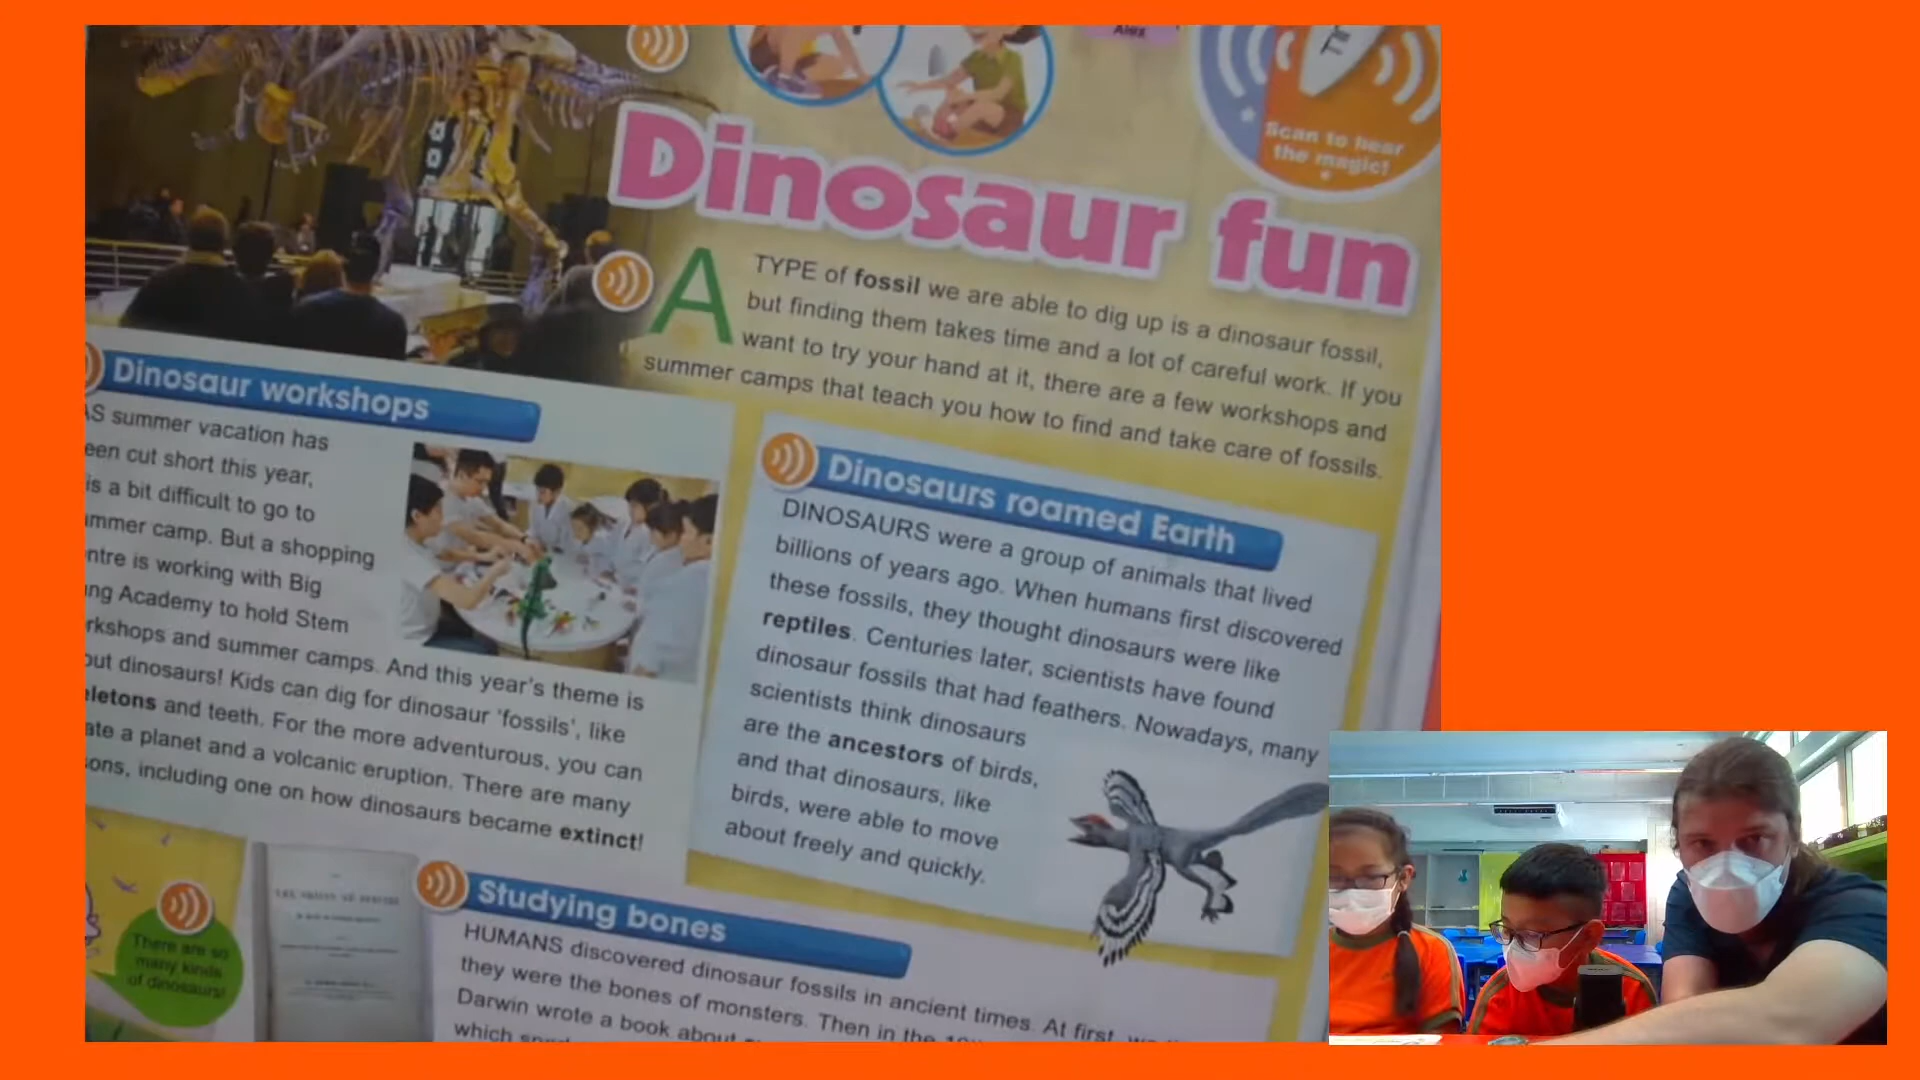 Scan to hear
the magic!
Dinosaur fun
A TYPE of fossil we are able to dig up is a dinosaur fossil,
but finding them takes time and a lot of careful work. If you
want to try your hand at it, there are a few workshops and
summer camps that teach you how to find and take care of fossils.
Dinosaur workshops
AS summer vacation has
een cut short this year,
is a bit difficult to go to
ummer camp. But a shopping
ntre is working with Big
ng Academy to hold Stem
rkshops and summer camps. And this year's theme is
out dinosaurs! Kids can dig for dinosaur 'fossils', like
eletons and teeth. For the more adventurous, you can
ate a planet and a volcanic eruption. There are many
sons, including one on how dinosaurs became extinct!
Dinosaurs roamed Earth
DINOSAURS were a group of animals that lived
billions of years ago. When humans first discovered
these fossils, they thought dinosaurs were like
reptiles. Centuries later, scientists have found
dinosaur fossils that had feathers. Nowadays, many
scientists think dinosaurs
are the ancestors of birds,
and that dinosaurs, like
birds, were able to move
about freely and quickly.
There are so
many kinds
of dinosaurs!
Studying bones
HUMANS discovered dinosaur fossils in ancient times. At first,
they were the bones of monsters. Then in the
Darwin wrote a book about
which